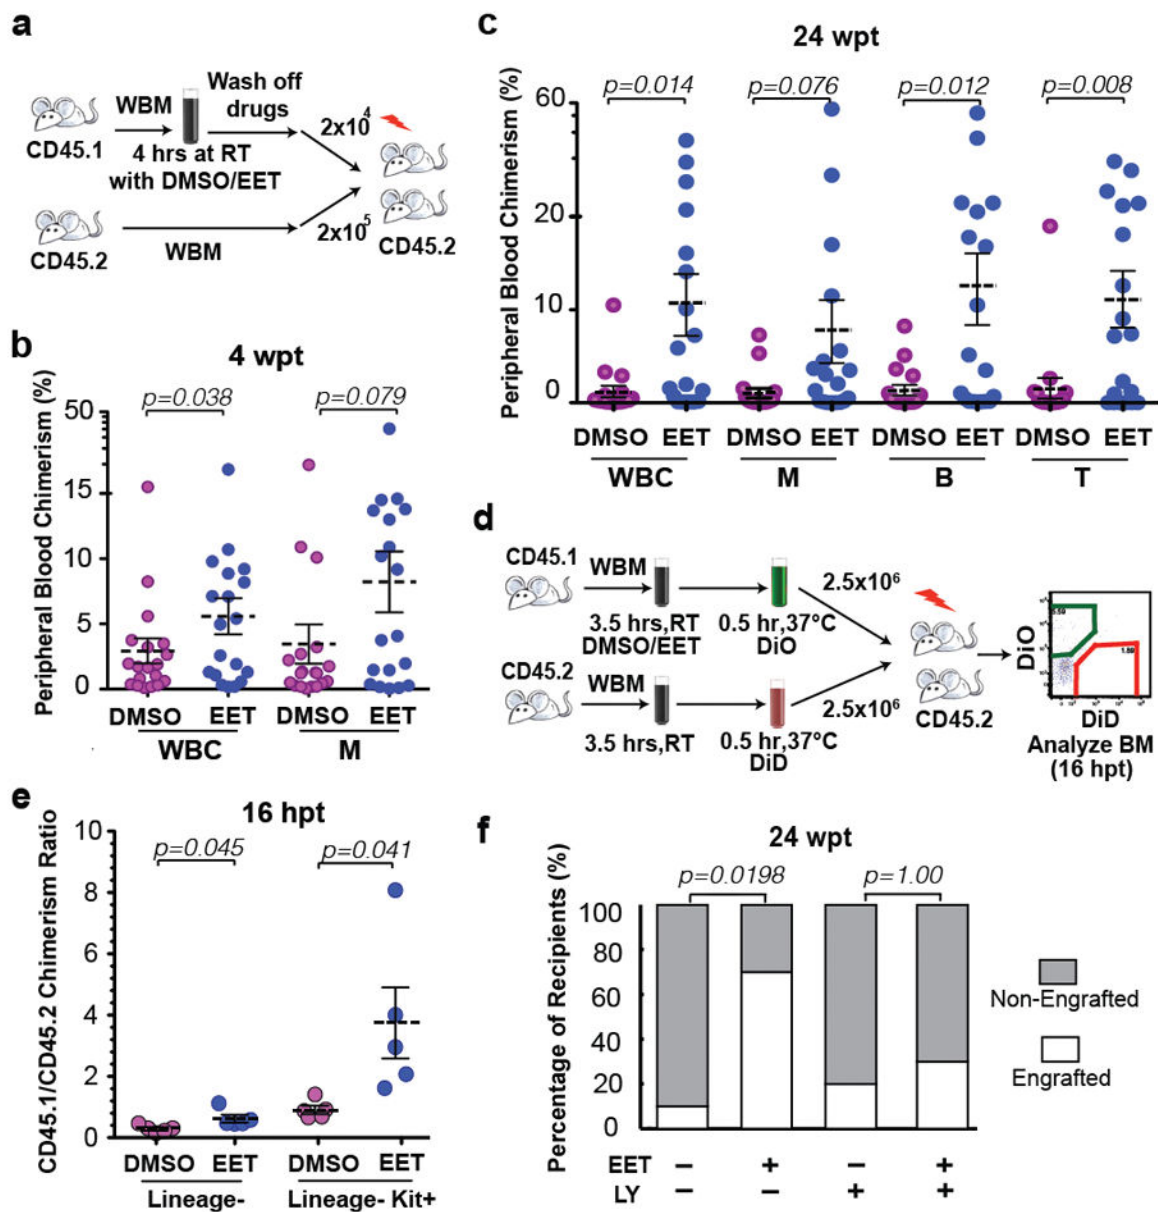 a
CD45.1
WBM
Wash off
drugs
4 hrs at RT
with DMSO/EET
2x10⁴
CD45.2
WBM
2x10⁵
CD45.2
b
4 wpt
p=0.038
p=0.079
Peripheral Blood Chimerism (%)
50
15
10
5
0
DMSO EET DMSO EET
WBC M
c
24 wpt
p=0.014 p=0.076 p=0.012 p=0.008
Peripheral Blood Chimerism (%)
60
20
10
0
DMSO EET DMSO EET DMSO EET DMSO EET
WBC M B T
d
CD45.1
WBM
3.5 hrs,RT
DMSO/EET
0.5 hr,37°C
DiO
2.5x10⁶
CD45.2
WBM
3.5 hrs,RT
0.5 hr,37°C
DiD
2.5x10⁶
CD45.2
DiO
5.59
1.59
DiD
Analyze BM
(16 hpt)
e
16 hpt
p=0.045
p=0.041
CD45.1/CD45.2 Chimerism Ratio
10
8
6
4
2
0
DMSO EET DMSO EET
Lineage- Lineage- Kit+
f
24 wpt
p=0.0198 p=1.00
Percentage of Recipients (%)
100
80
60
40
20
0
EET – + – +
LY – – + +
Non-Engrafted
Engrafted